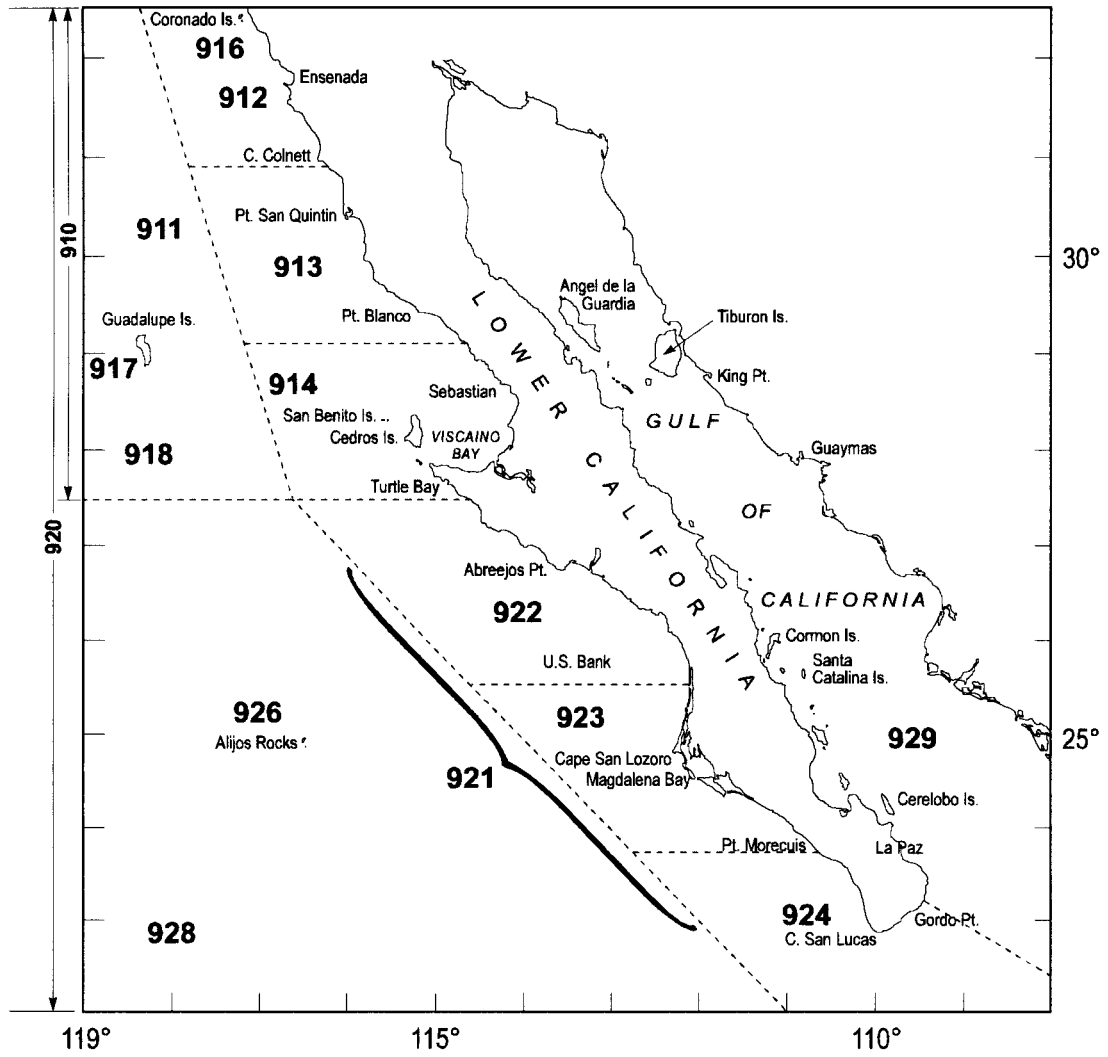 Coronado Is.
916
Ensenada
912
C. Colnett
Pt. San Quintin
911
910
913
30°
Angel de la
Guardia
Pt. Blanco
Guadalupe Is.
Tiburon Is.
917
914
King Pt.
Sebastian
San Benito Is.
Cedros Is.
VISCAINO
BAY
GULF
OF
CALIFORNIA
Guaymas
918
Turtle Bay
LOWER CALIFORNIA
920
Abreejos Pt.
922
Cormon Is.
Santa
Catalina Is.
U.S. Bank
926
Alijos Rocks
923
929
25°
Cape San Lozoro
Magdalena Bay
921
Cerelobo Is.
Pt. Morecuis
La Paz
924
C. San Lucas
Gordo Pt.
928
119°
115°
110°